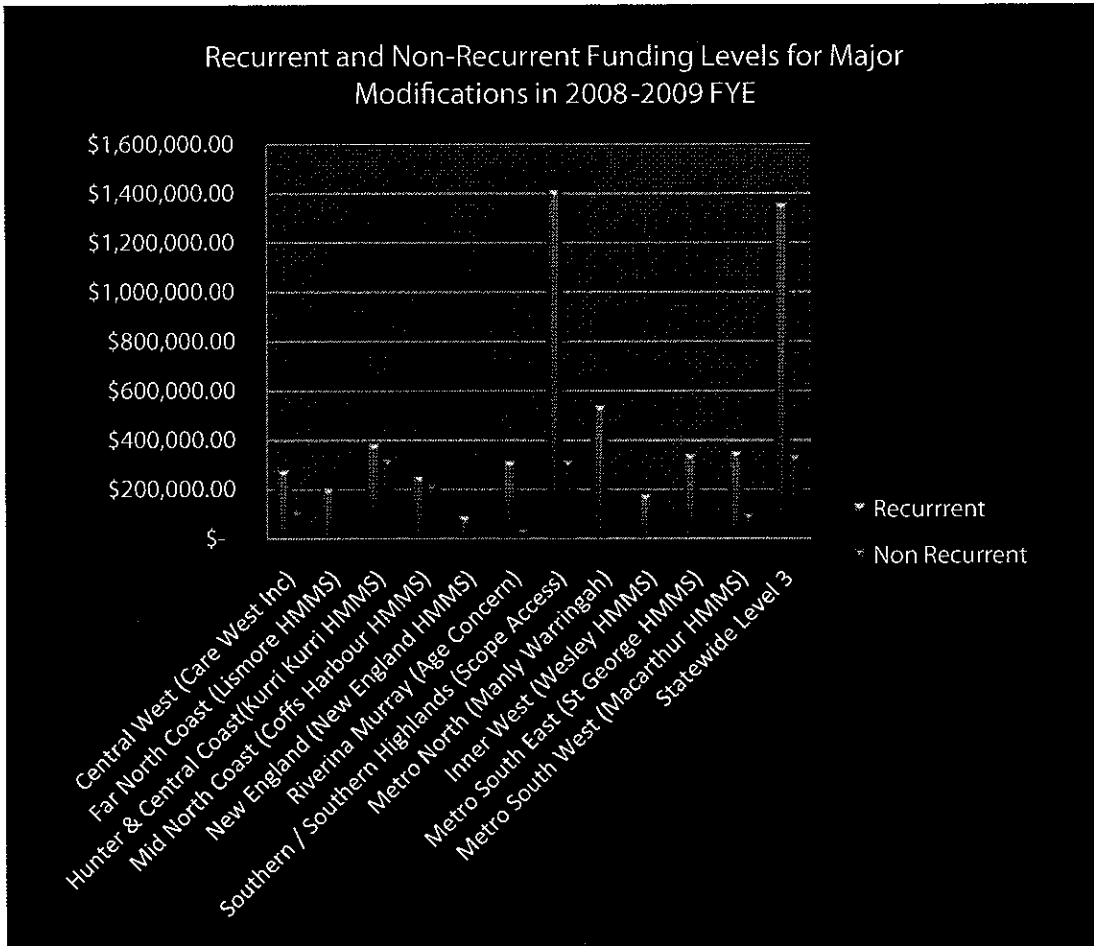 Recurrent and Non-Recurrent Funding Levels for Major
Modifications in 2008-2009 FYE
$1,600,000.00
$1,400,000.00
$1,200,000.00
$1,000,000.00
$800,000.00
$600,000.00
$400,000.00
$200,000.00
$-
Recurrrent
Non Recurrent
Central West (Care West Inc)
Far North Coast (Lismore HMMS)
Hunter & Central Coast(Kurri Kurri HMMS)
Mid North Coast (Coffs Harbour HMMS)
New England (New England HMMS)
Riverina Murray (Age Concern)
Southern / Southern Highlands (Scope Access)
Metro North (Manly Warringah)
Inner West (Wesley HMMS)
Metro South East (St George HMMS)
Metro South West (Macarthur HMMS)
Statewide Level 3